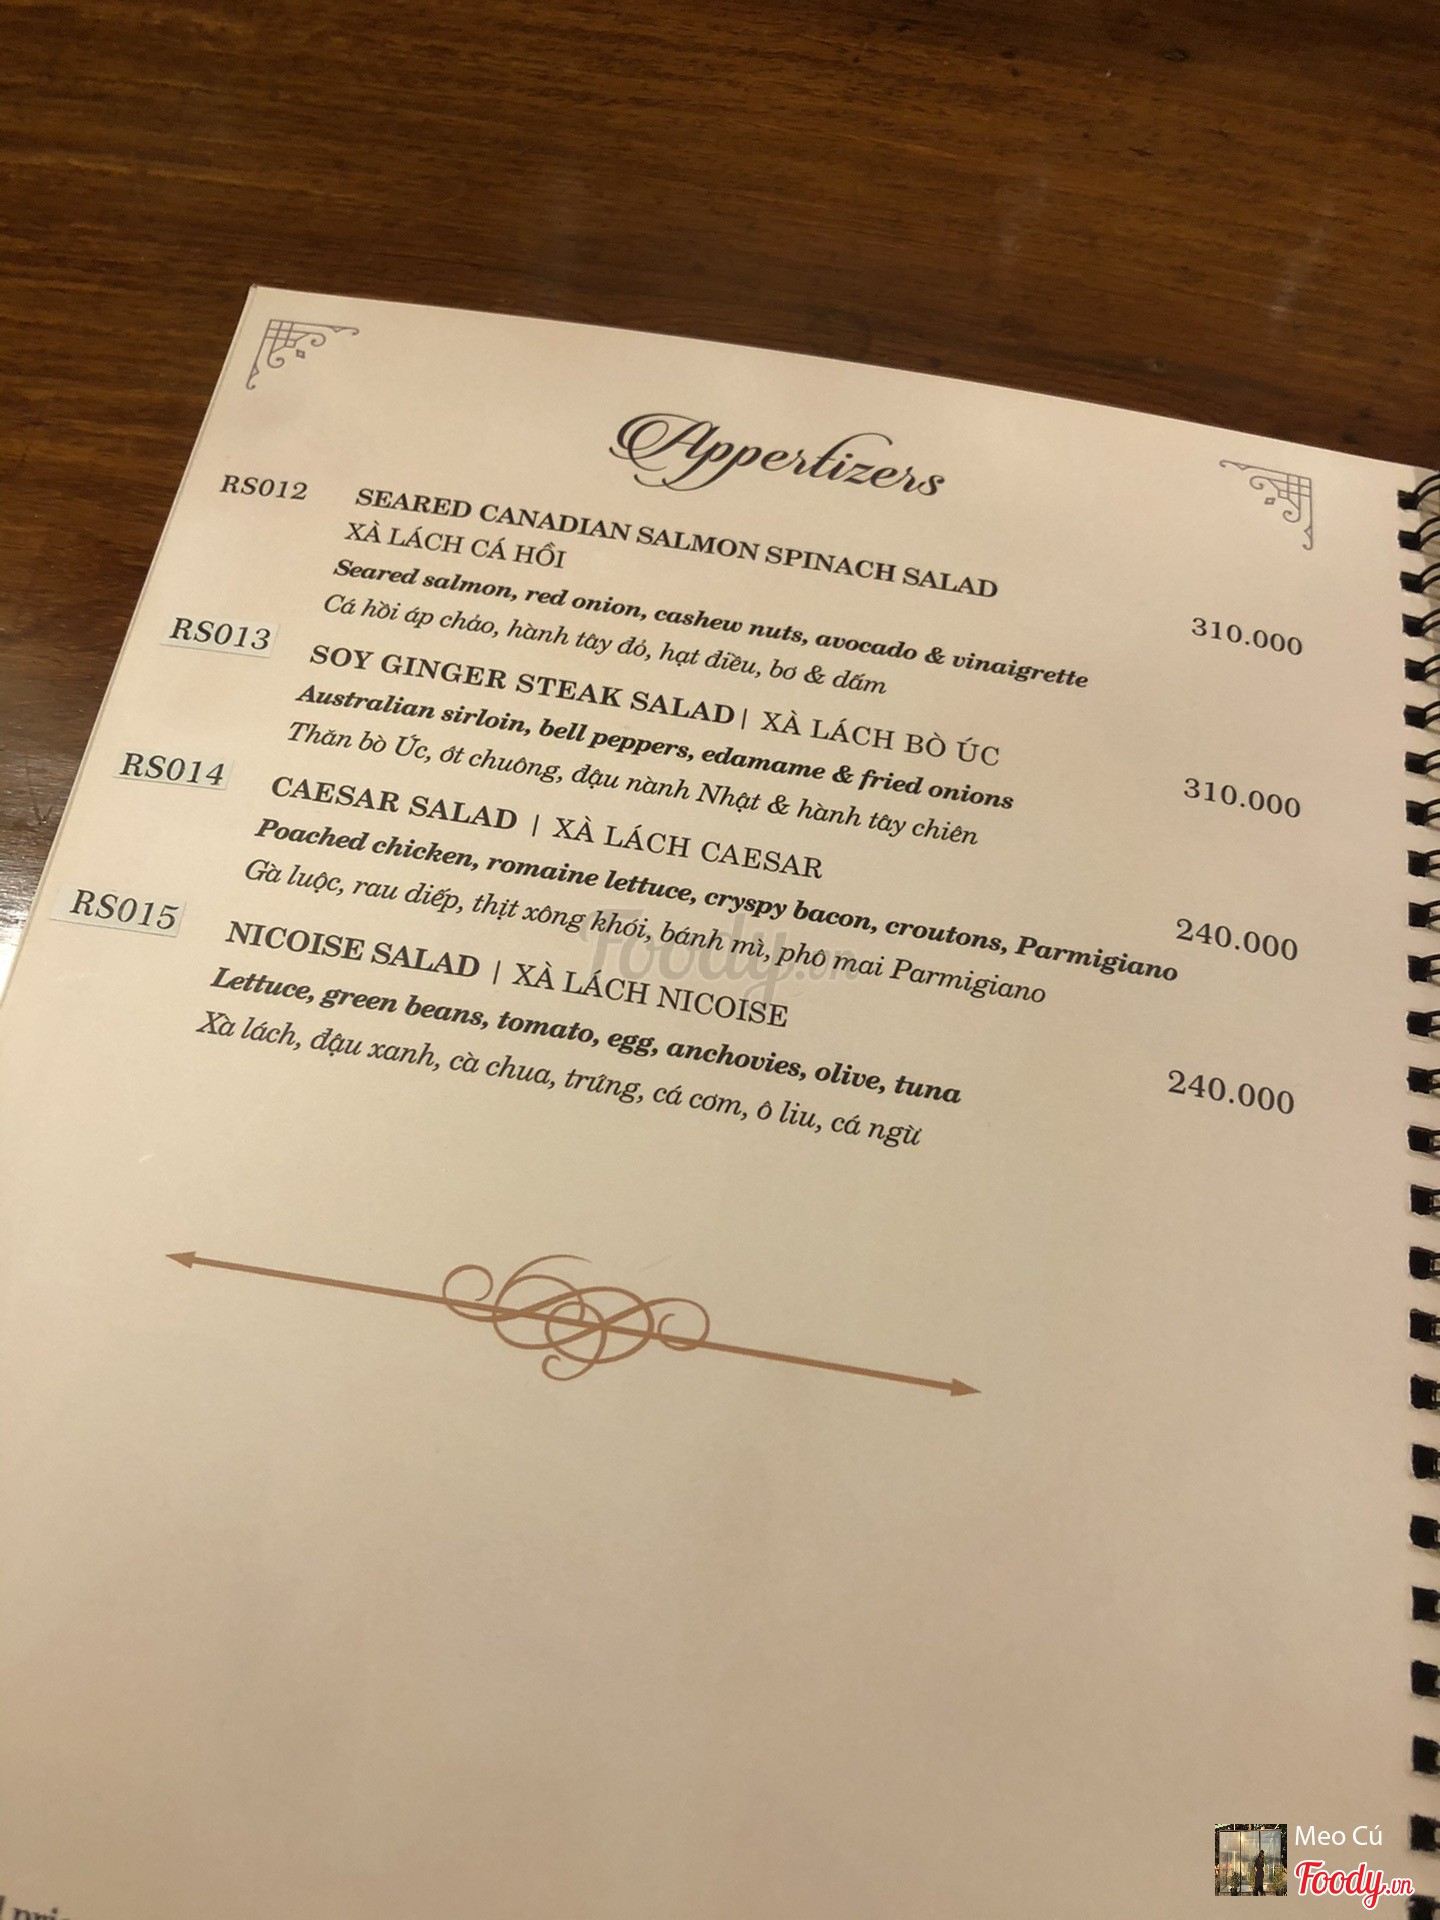 Appertizers
RS012
SEARED CANADIAN SALMON SPINACH SALAD
XÀ LÁCH CÁ HỒI
Seared salmon, red onion, cashew nuts, avocado & vinaigrette
310.000
Cá hồi áp chảo, hành tây đỏ, hạt điều, bơ & dấm
RS013
SOY GINGER STEAK SALAD | XÀ LÁCH BÒ ÚC
Australian sirloin, bell peppers, edamame & fried onions
310.000
Thăn bò Úc, ớt chuông, đậu nành Nhật & hành tây chiên
RS014
CAESAR SALAD | XÀ LÁCH CAESAR
Poached chicken, romaine lettuce, cryspy bacon, croutons, Parmigiano
240.000
Gà luộc, rau diếp, thịt xông khói, bánh mì, phô mai Parmigiano
RS015
NICOISE SALAD | XÀ LÁCH NICOISE
Lettuce, green beans, tomato, egg, anchovies, olive, tuna
240.000
Xà lách, đậu xanh, cà chua, trứng, cá cơm, ô liu, cá ngừ
Foody.vn
Meo Cú
Foody.vn